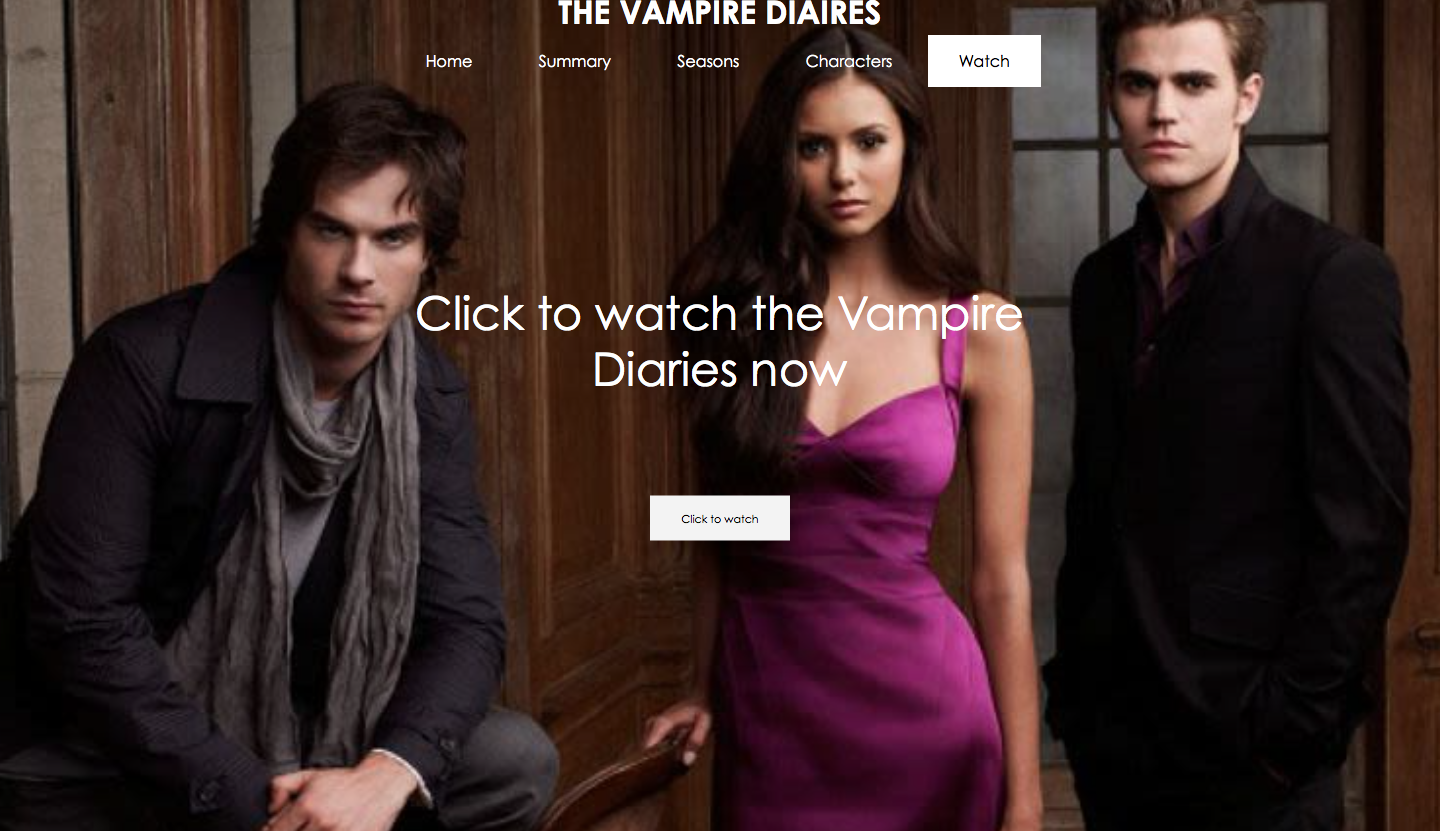 THE VAMPIRE DIAIRES
Home Summary Seasons Characters Watch
Click to watch the Vampire
Diaries now
Click to watch